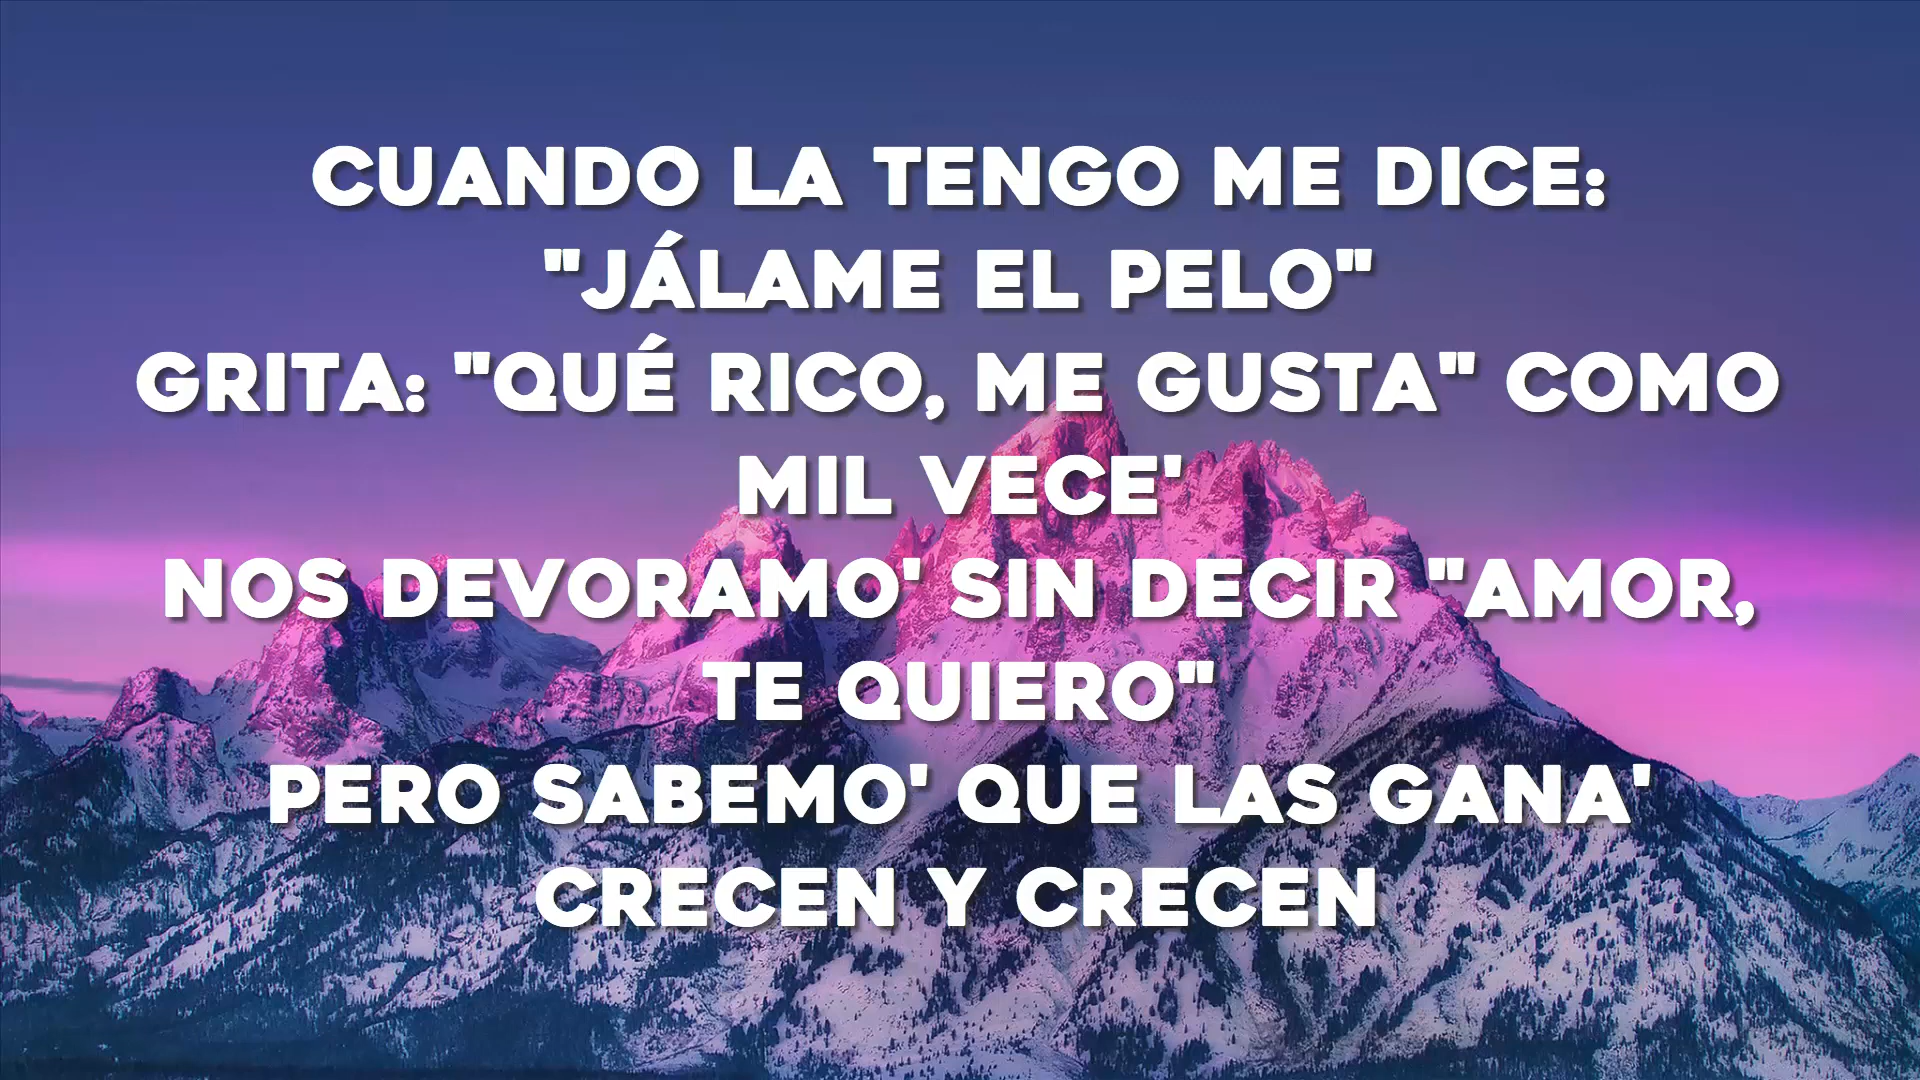 CUANDO LA TENGO ME DICE:
"JÁLAME EL PELO"
GRITA: "QUÉ RICO, ME GUSTA" COMO
MIL VECE'
NOS DEVORAMO' SIN DECIR "AMOR,
TE QUIERO"
PERO SABEMO' QUE LAS GANA'
CRECEN Y CRECEN